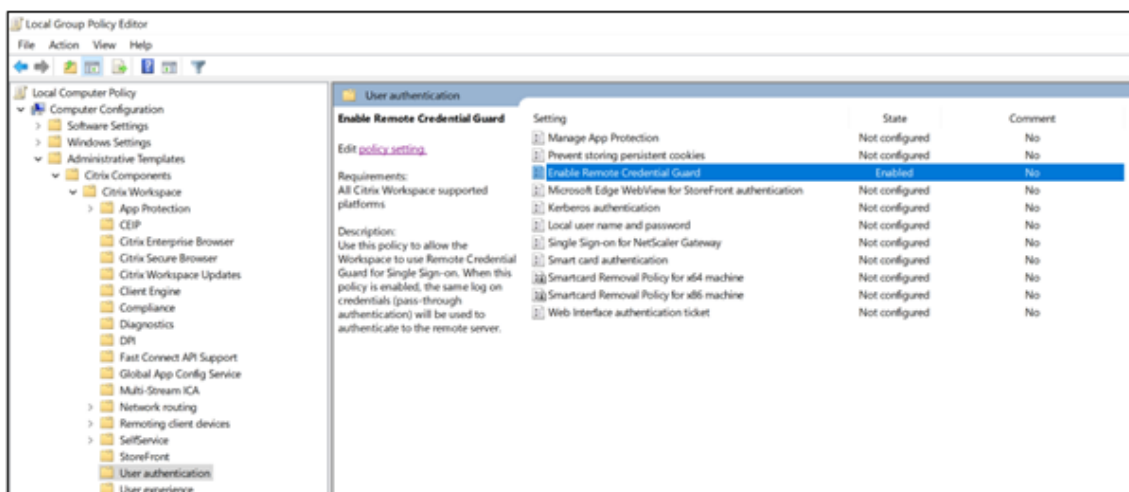 Local Group Policy Editor
File Action View Help
Local Computer Policy
Computer Configuration
Software Settings
Windows Settings
Administrative Templates
Citrix Components
Citrix Workspace
App Protection
CEIP
Citrix Enterprise Browser
Citrix Secure Browser
Citrix Workspace Updates
Client Engine
Compliance
Diagnostics
DPI
Fast Connect API Support
Global App Config Service
Multi-Stream ICA
Network routing
Remoting client devices
SelfService
StoreFront
User authentication
User experience
User authentication
Enable Remote Credential Guard
Edit policy setting.
Requirements:
All Citrix Workspace supported
platforms
Description:
Use this policy to allow the
Workspace to use Remote Credential
Guard for Single Sign-on. When this
policy is enabled, the same log on
credentials (pass-through
authentication) will be used to
authenticate to the remote server.
Setting State Comment
Manage App Protection Not configured No
Prevent storing persistent cookies Not configured No
Enable Remote Credential Guard Enabled No
Microsoft Edge WebView for StoreFront authentication Not configured No
Kerberos authentication Not configured No
Local user name and password Not configured No
Single Sign-on for NetScaler Gateway Not configured No
Smart card authentication Not configured No
Smartcard Removal Policy for x64 machine Not configured No
Smartcard Removal Policy for x86 machine Not configured No
Web Interface authentication ticket Not configured No